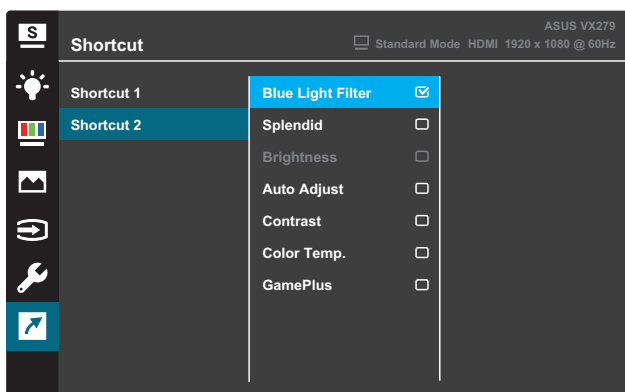 S
ASUS VX279
Shortcut
Standard Mode HDMI 1920 x 1080 @ 60Hz
Shortcut 1
Shortcut 2
Blue Light Filter
Splendid
Brightness
Auto Adjust
Contrast
Color Temp.
GamePlus